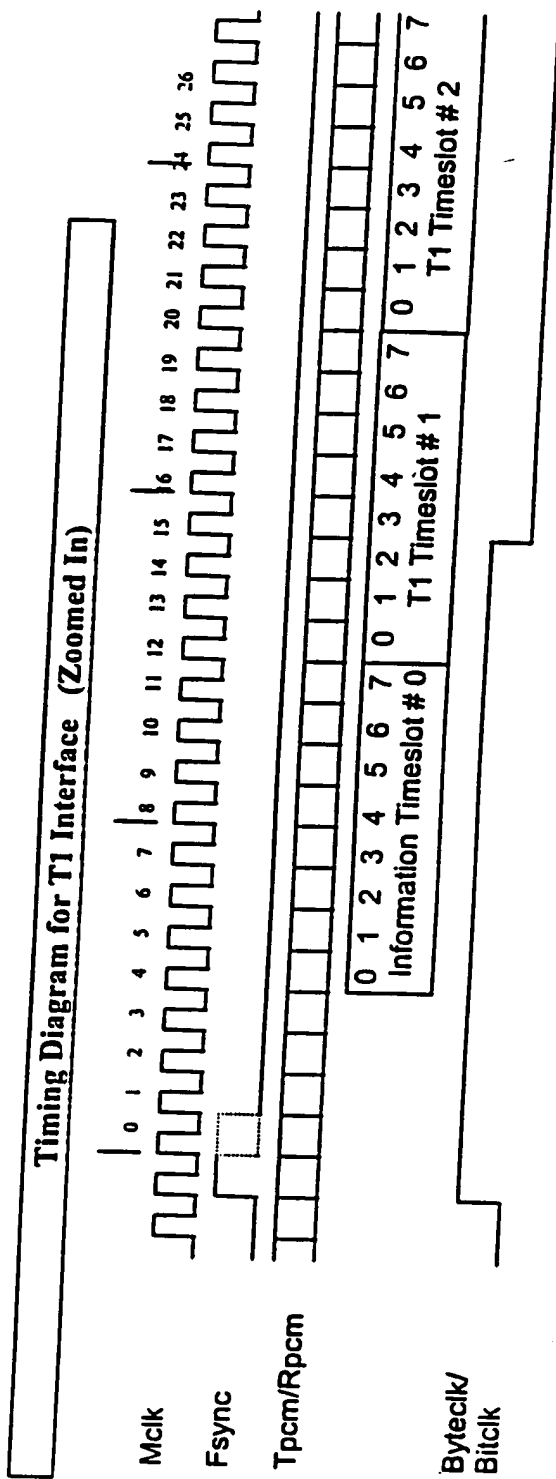 Timing Diagram for T1 Interface (Zoomed In)
0 1 2 3 4 5 6 7 8 9 10 11 12 13 14 15 16 17 18 19 20 21 22 23 24 25 26
Mclk
Fsync
Tpcm/Rpcm
0 1 2 3 4 5 6 7 0 1 2 3 4 5 6 7 0 1 2 3 4 5 6 7
Information Timeslot # 0 T1 Timeslot # 1 T1 Timeslot # 2
Byteclk/
Bitclk